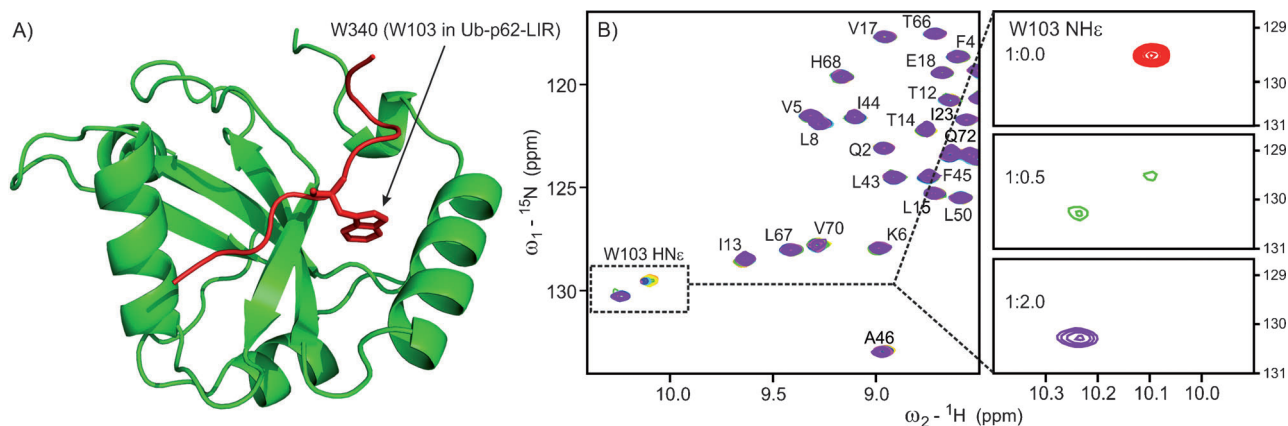 A)
W340 (W103 in Ub-p62-LIR)
B)
V17
T66
F4
E18
H68
T12
V5
I44
I23
T14
L8
Q72
Q2
F45
L43
L15
L50
V70
K6
L67
I13
W103 HNε
A46
120
125
130
ω1 - 15N (ppm)
10.0
9.5
9.0
ω2 - 1H (ppm)
W103 NHε
1:0.0
129
130
131
1:0.5
129
130
131
1:2.0
129
130
131
10.3
10.2
10.1
10.0